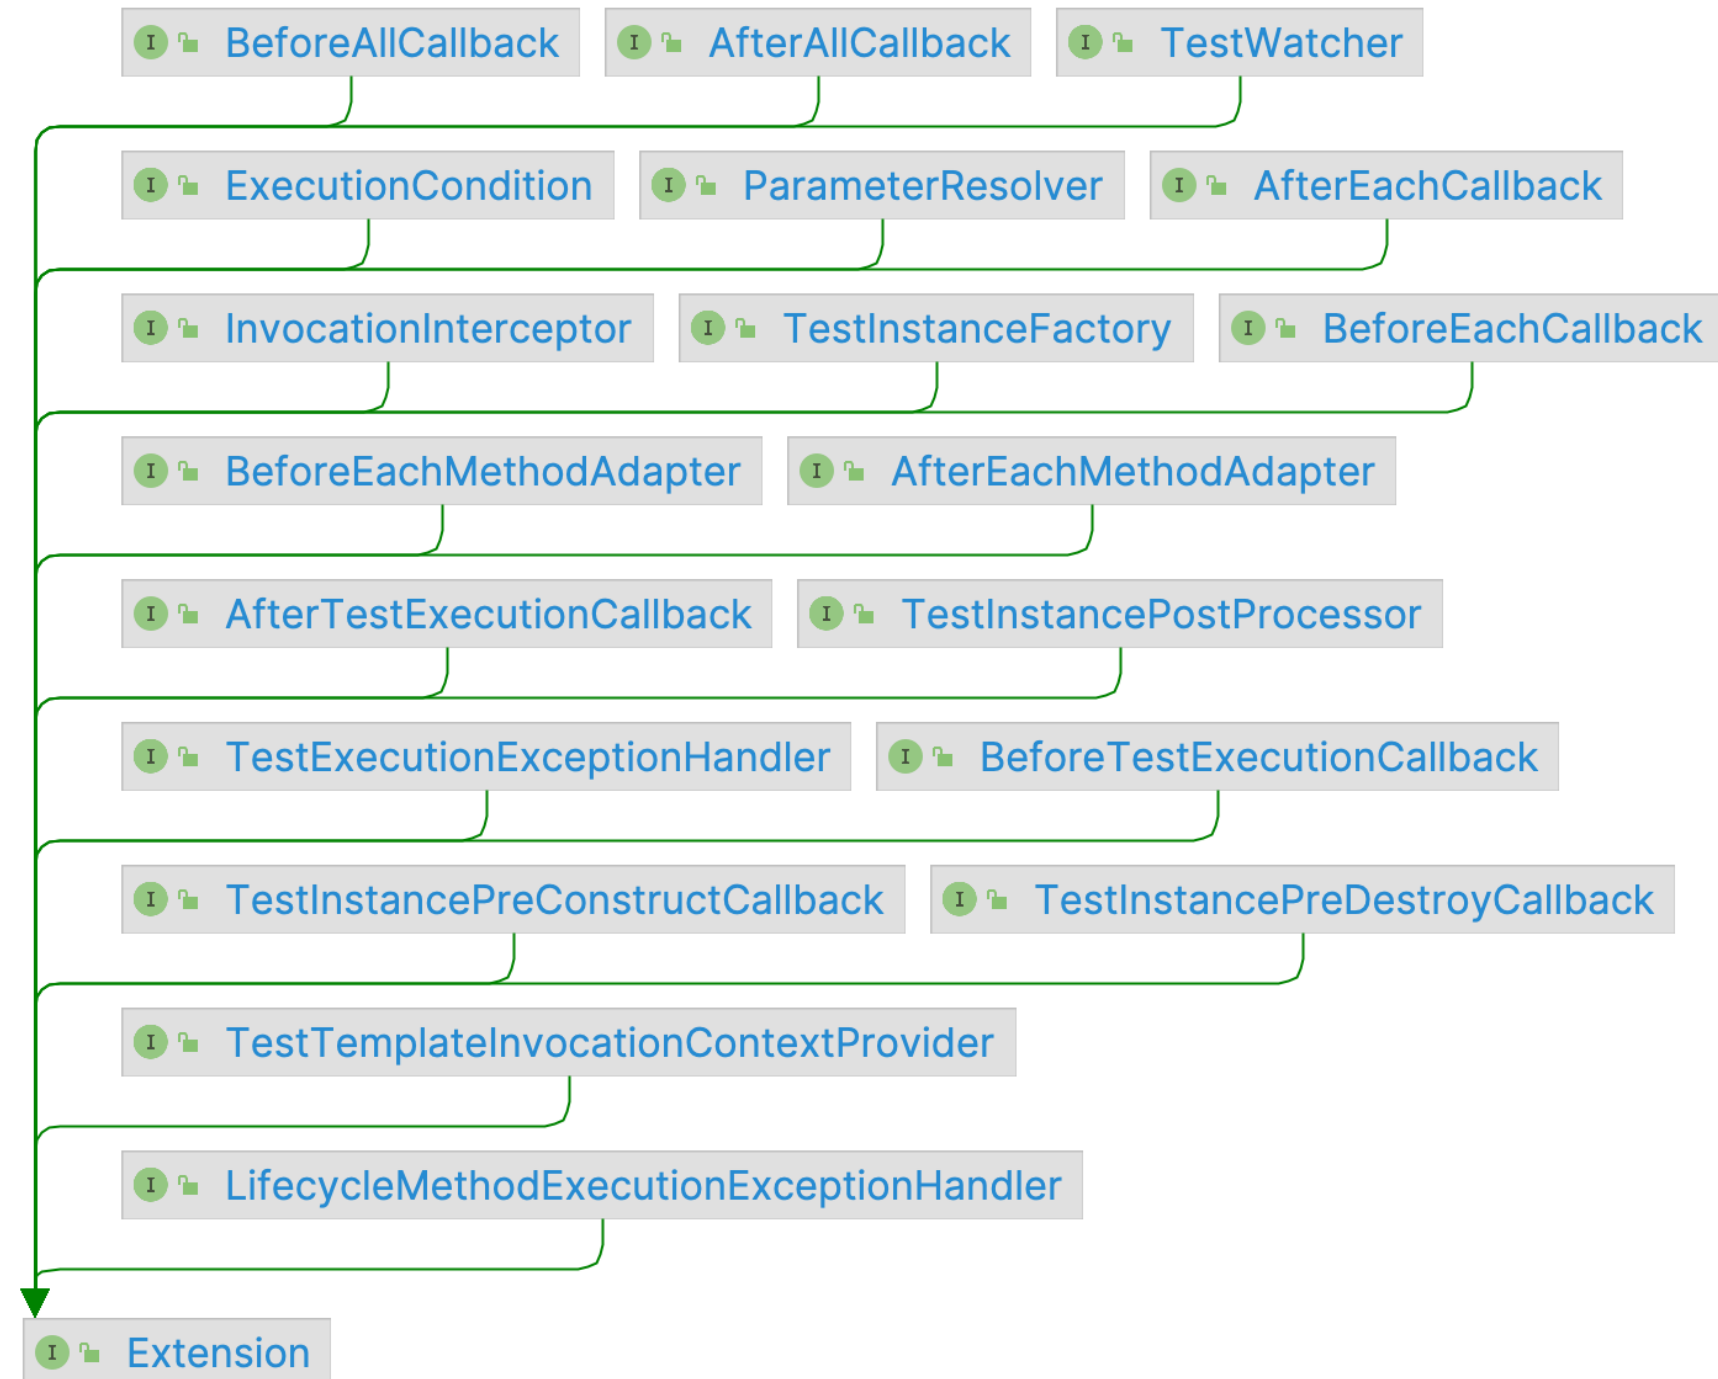 I BeforeAllCallback I AfterAllCallback I TestWatcher
I ExecutionCondition I ParameterResolver I AfterEachCallback
I InvocationInterceptor I TestInstanceFactory I BeforeEachCallback
I BeforeEachMethodAdapter I AfterEachMethodAdapter
I AfterTestExecutionCallback I TestInstancePostProcessor
I TestExecutionExceptionHandler I BeforeTestExecutionCallback
I TestInstancePreConstructCallback I TestInstancePreDestroyCallback
I TestTemplateInvocationContextProvider
I LifecycleMethodExecutionExceptionHandler
I Extension